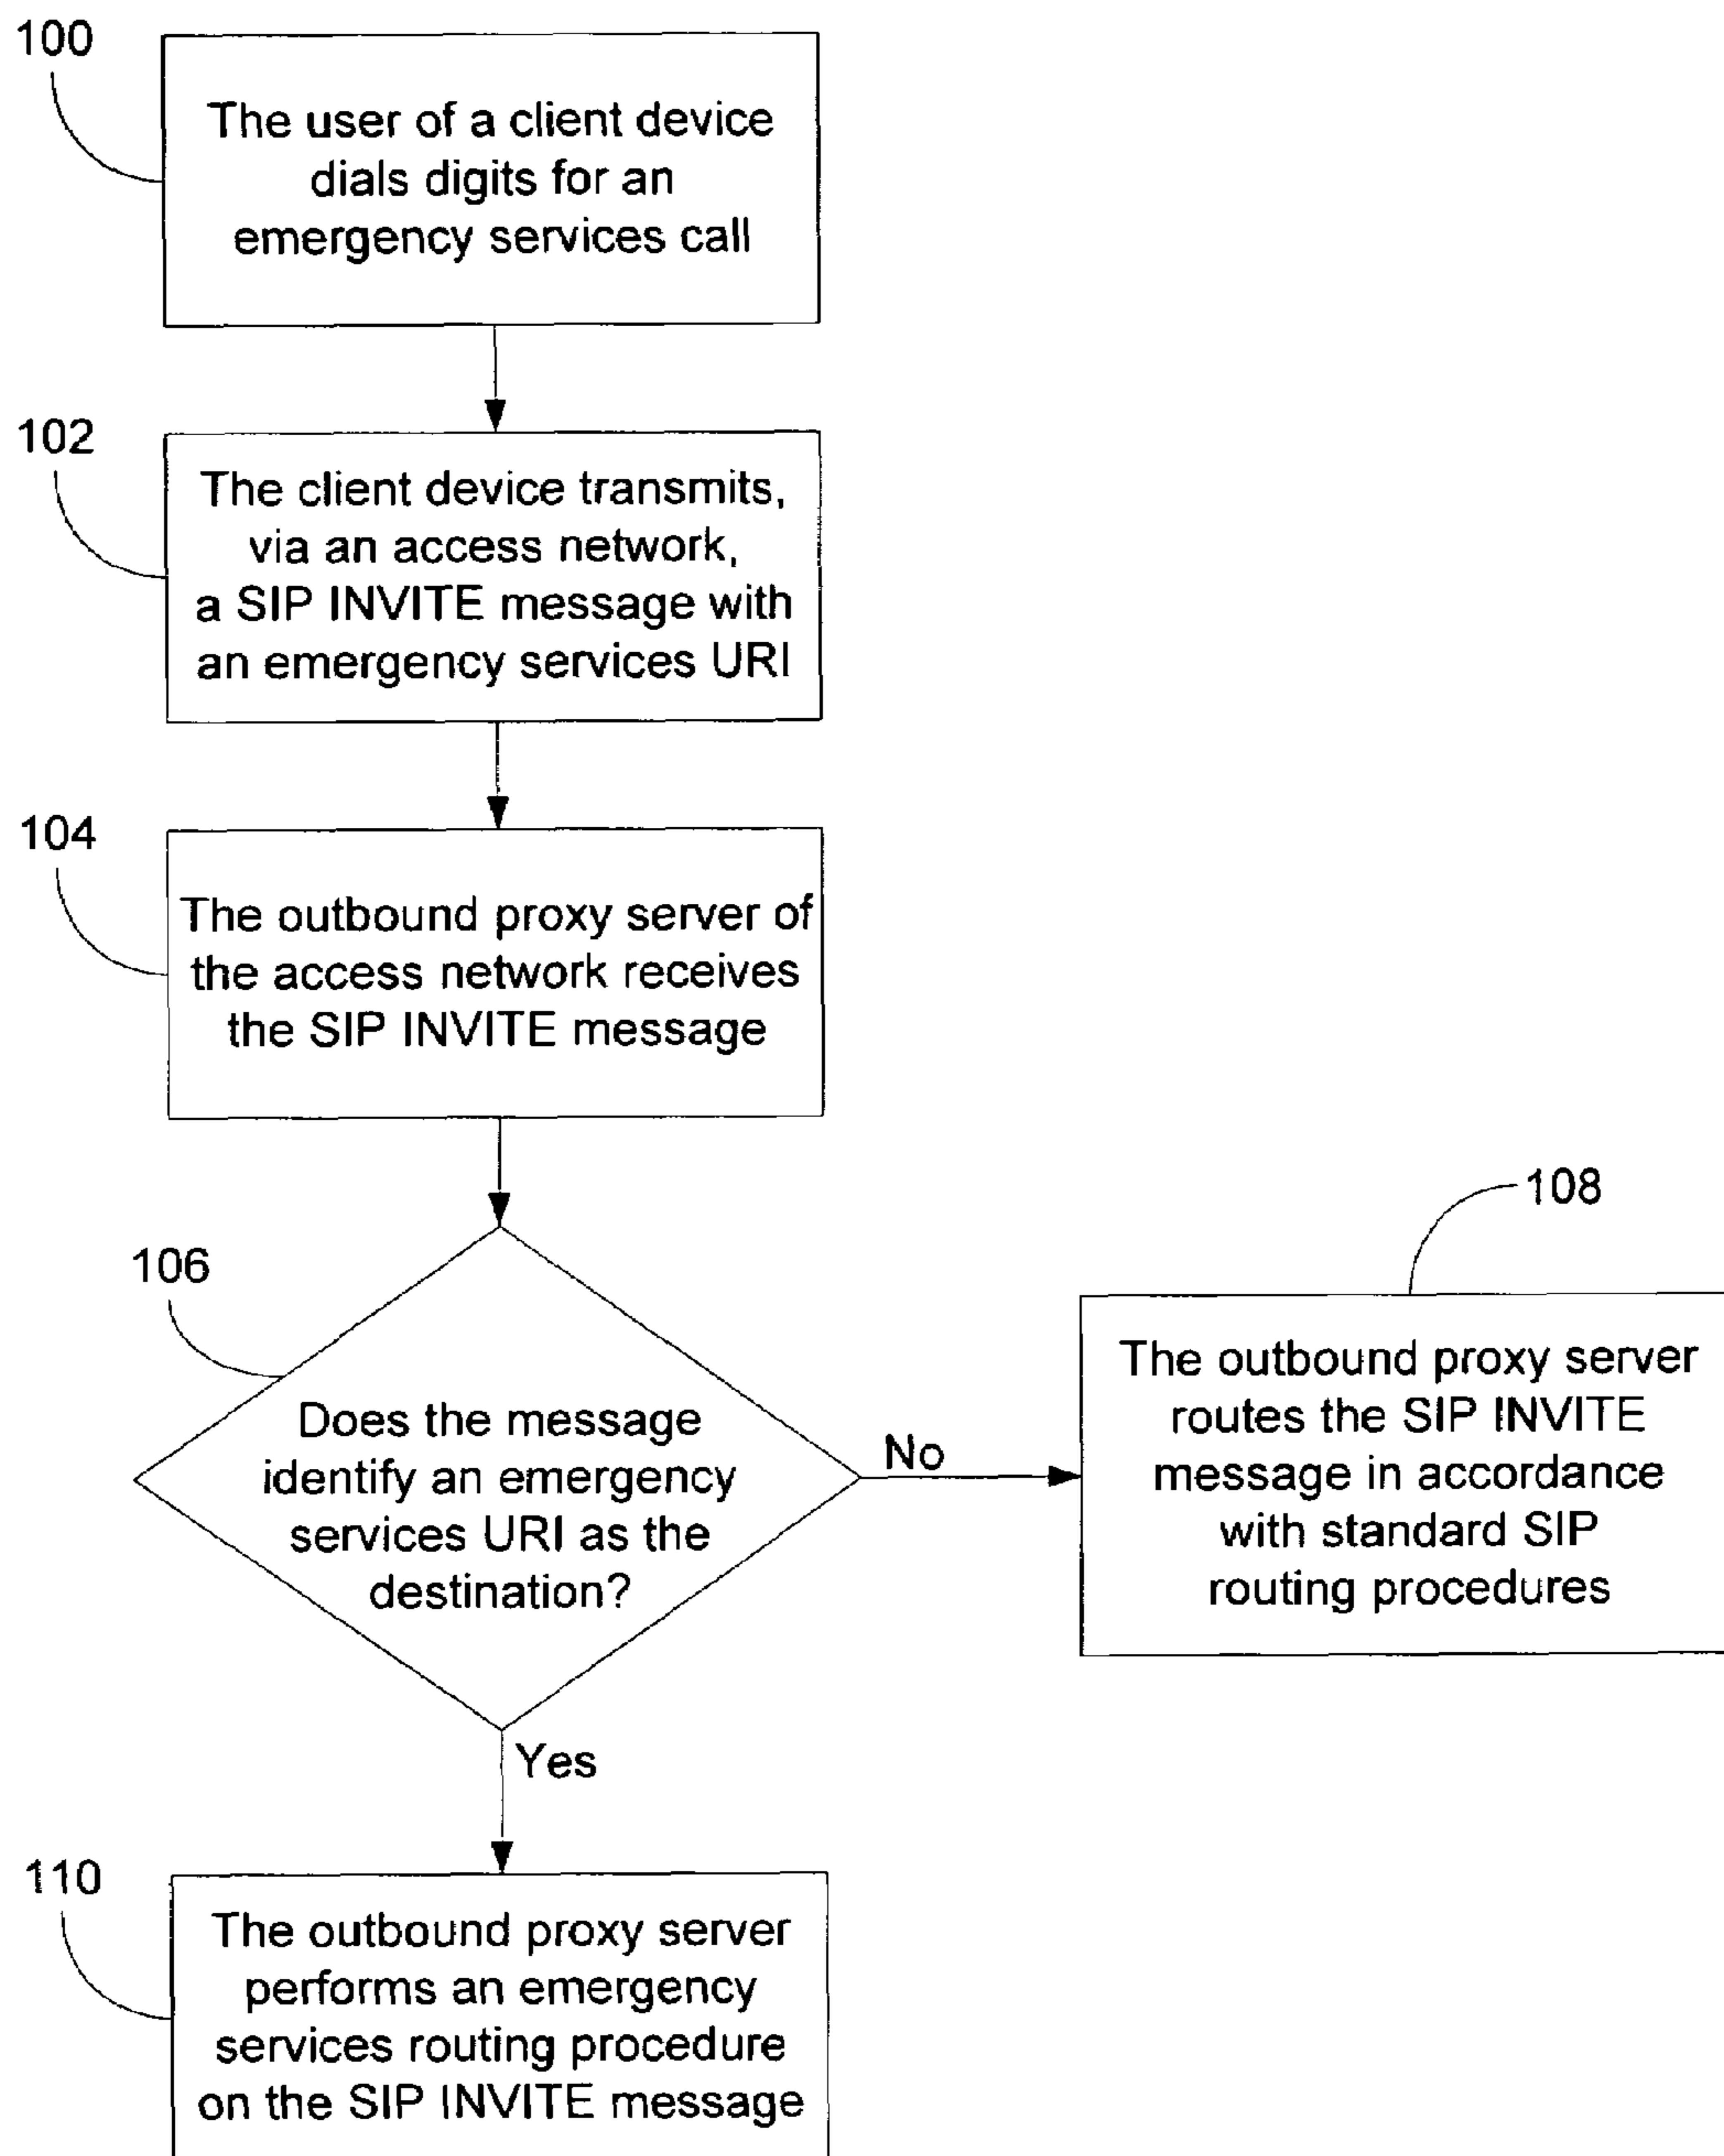 100
The user of a client device
dials digits for an
emergency services call
102
The client device transmits,
via an access network,
a SIP INVITE message with
an emergency services URI
104
The outbound proxy server of
the access network receives
the SIP INVITE message
106
Does the message
identify an emergency
services URI as the
destination?
No
108
The outbound proxy server
routes the SIP INVITE
message in accordance
with standard SIP
routing procedures
Yes
110
The outbound proxy server
performs an emergency
services routing procedure
on the SIP INVITE message